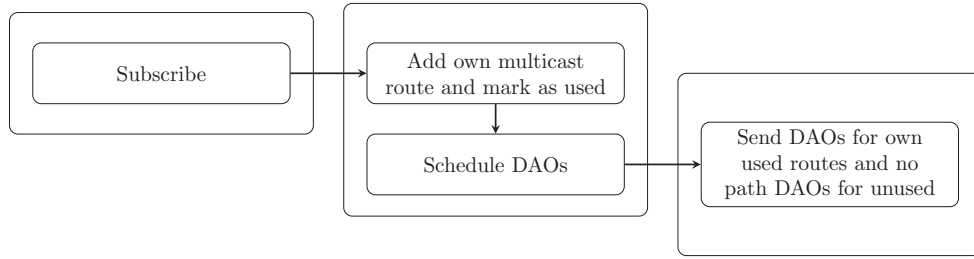 Subscribe
Add own multicast
route and mark as used
Schedule DAOs
Send DAOs for own
used routes and no
path DAOs for unused